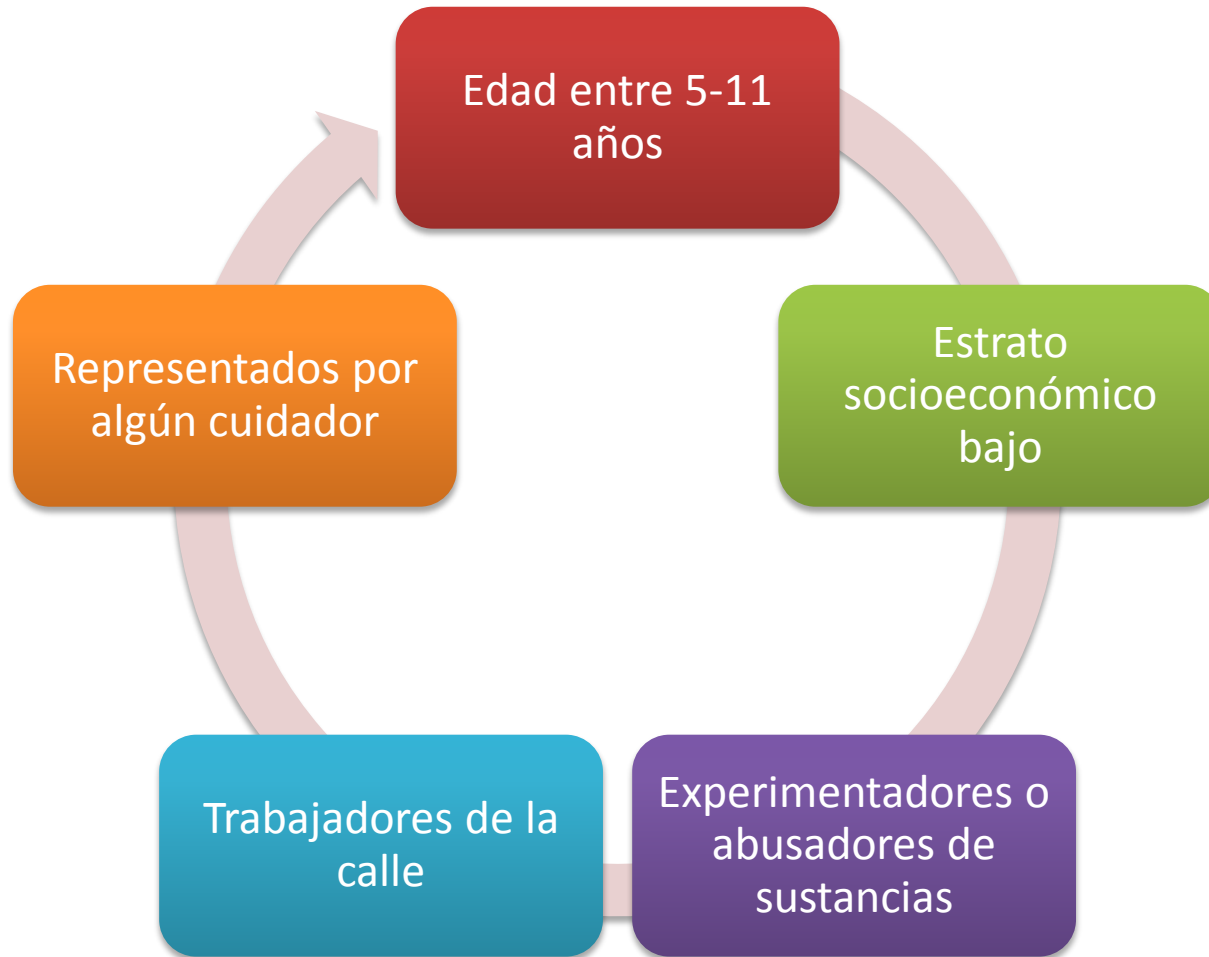 Edad entre 5-11
años
Estrato
socioeconómico
bajo
Experimentadores o
abusadores de
sustancias
Trabajadores de la
calle
Representados por
algún cuidador